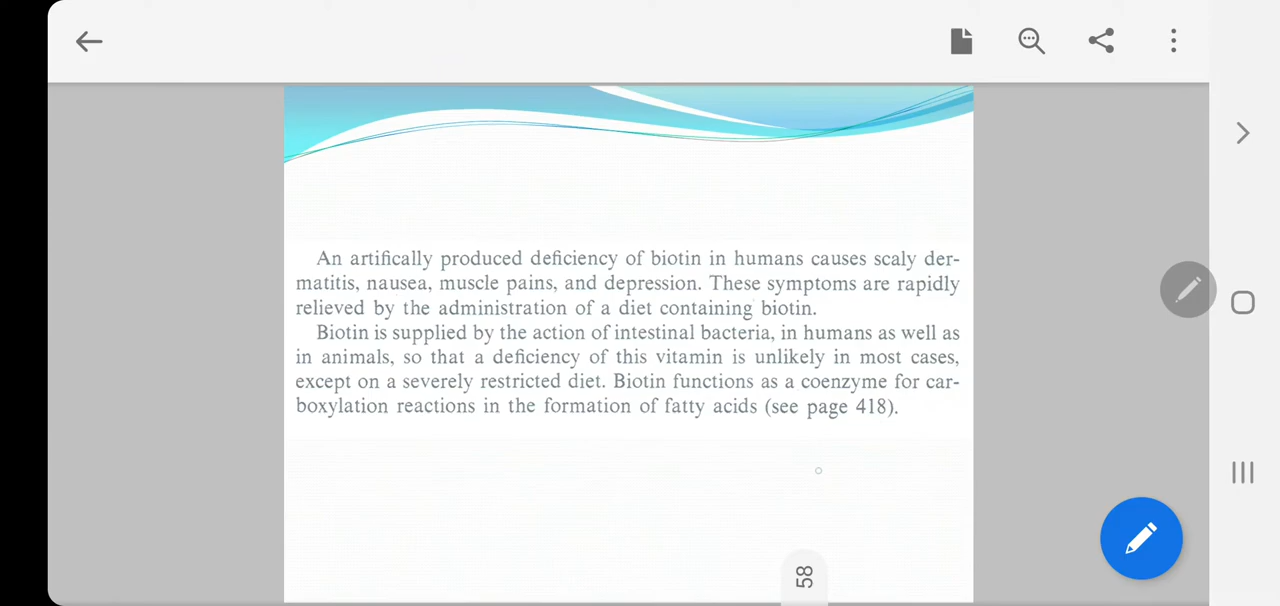 An artifically produced deficiency of biotin in humans causes scaly der-
matitis, nausea, muscle pains, and depression. These symptoms are rapidly
relieved by the administration of a diet containing biotin.
Biotin is supplied by the action of intestinal bacteria, in humans as well as
in animals, so that a deficiency of this vitamin is unlikely in most cases,
except on a severely restricted diet. Biotin functions as a coenzyme for car-
boxylation reactions in the formation of fatty acids (see page 418).
58